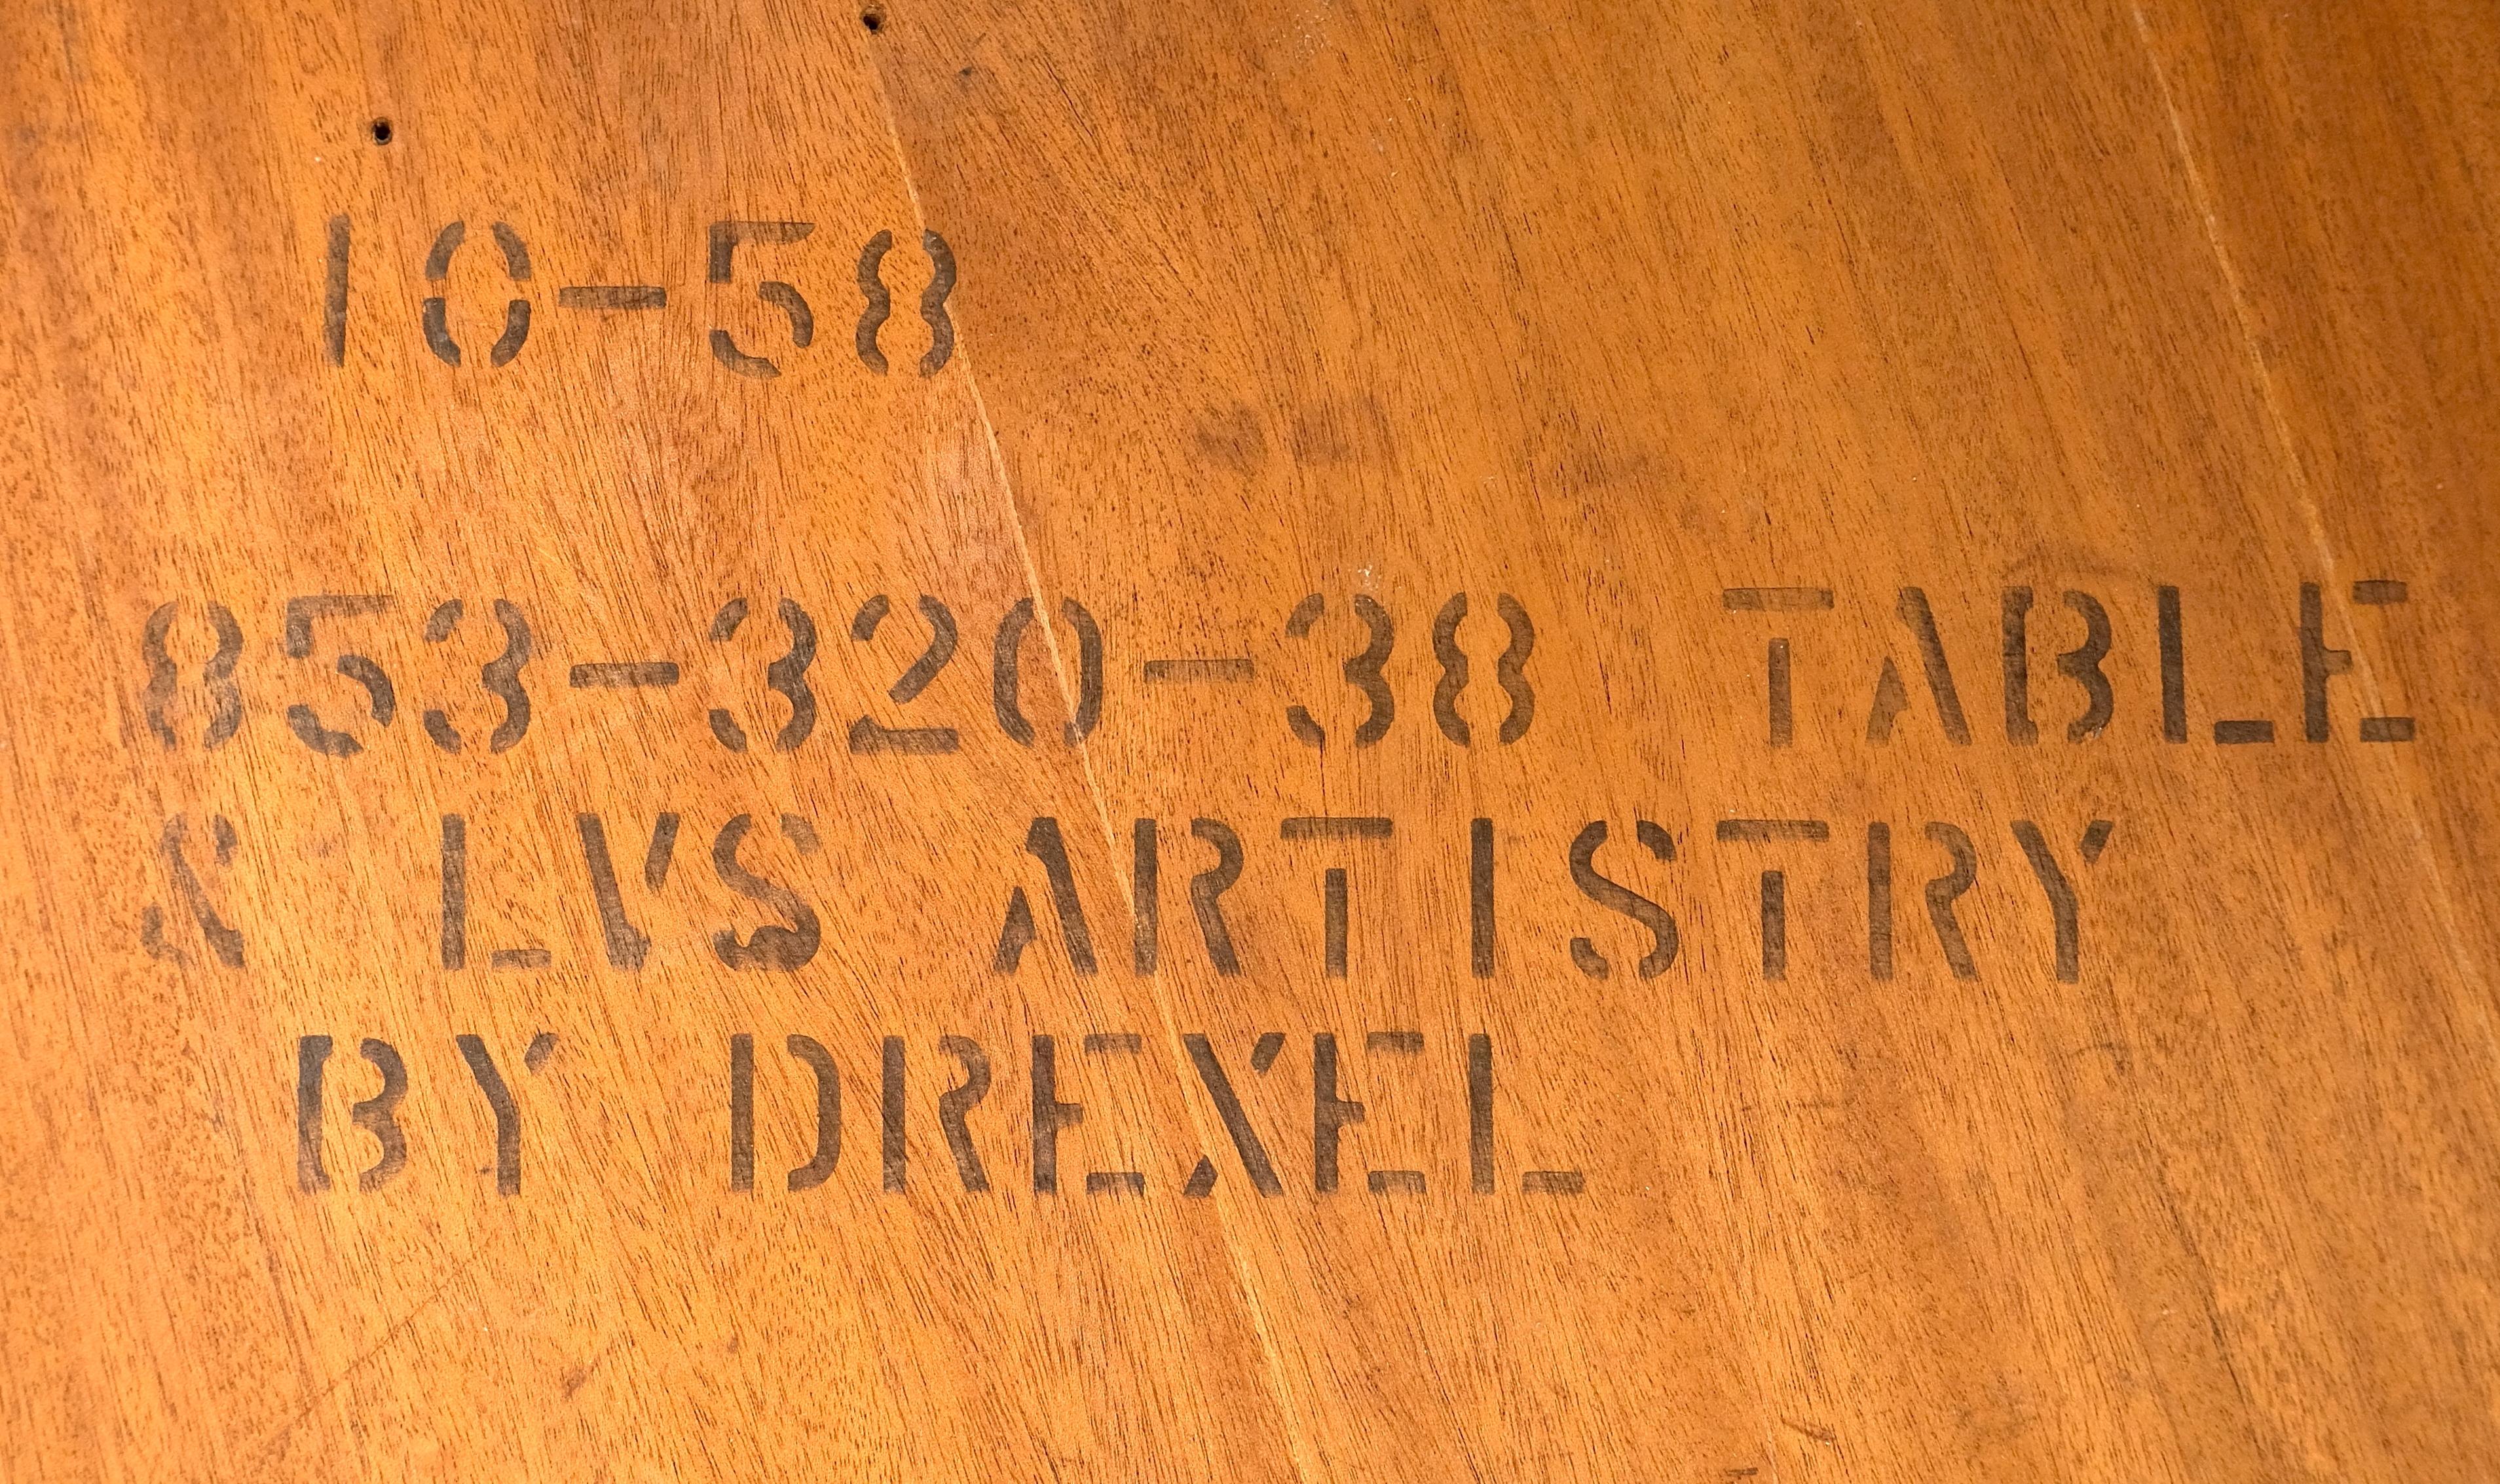 10-58
853-320-38 TABLE
& LVS ARTISTRY
BY DREXEL